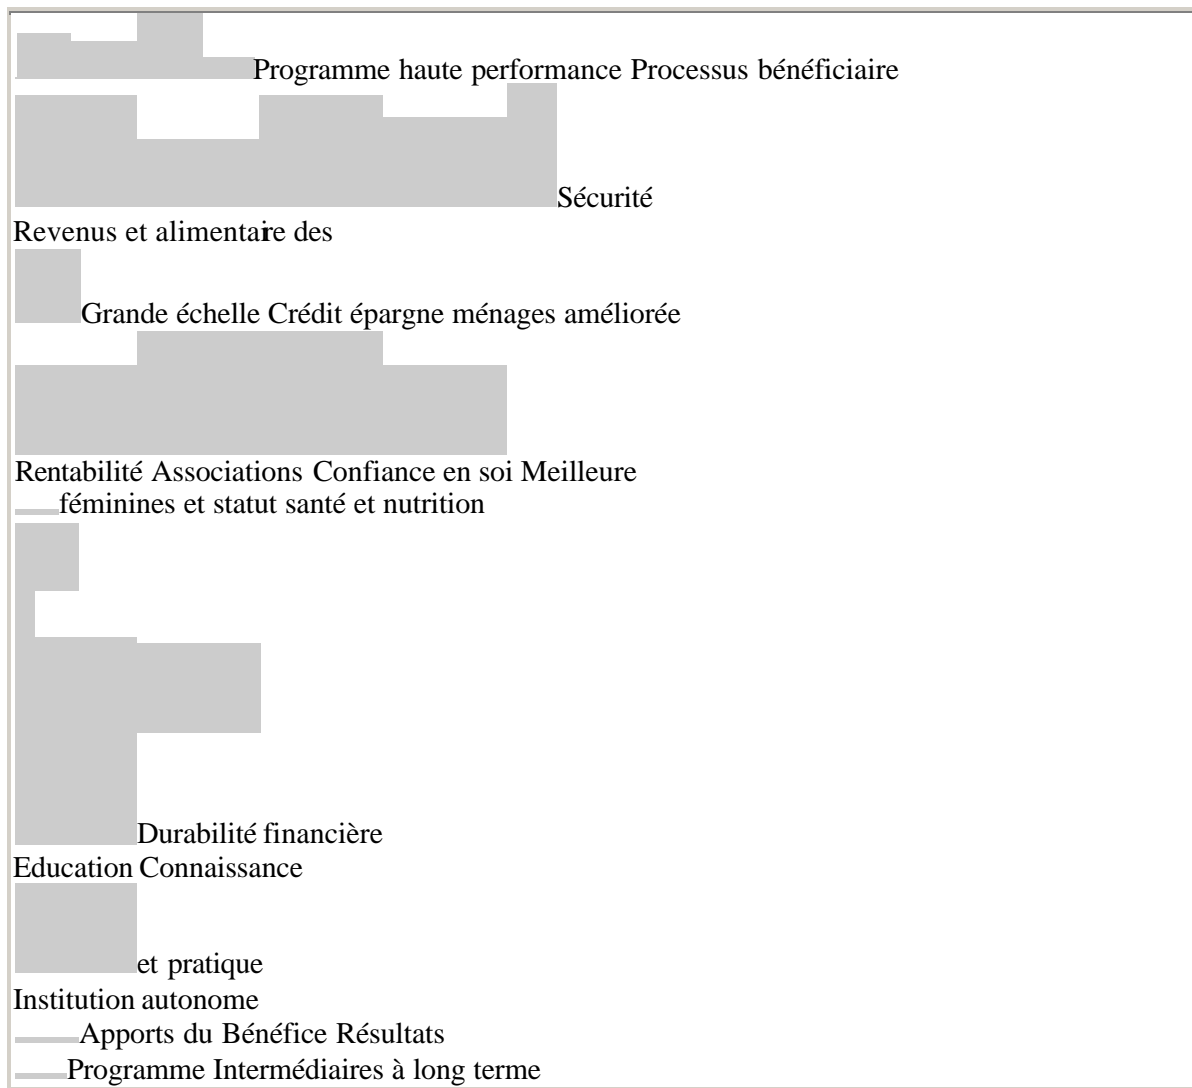 Programme haute performance Processus bénéficiaire
Sécurité
Revenus et alimentaire des
Grande échelle Crédit épargne ménages améliorée
Rentabilité Associations Confiance en soi Meilleure
féminines et statut santé et nutrition
Durabilité financière
Education Connaissance
et pratique
Institution autonome
Apports du Bénéfice Résultats
Programme Intermédiaires à long terme